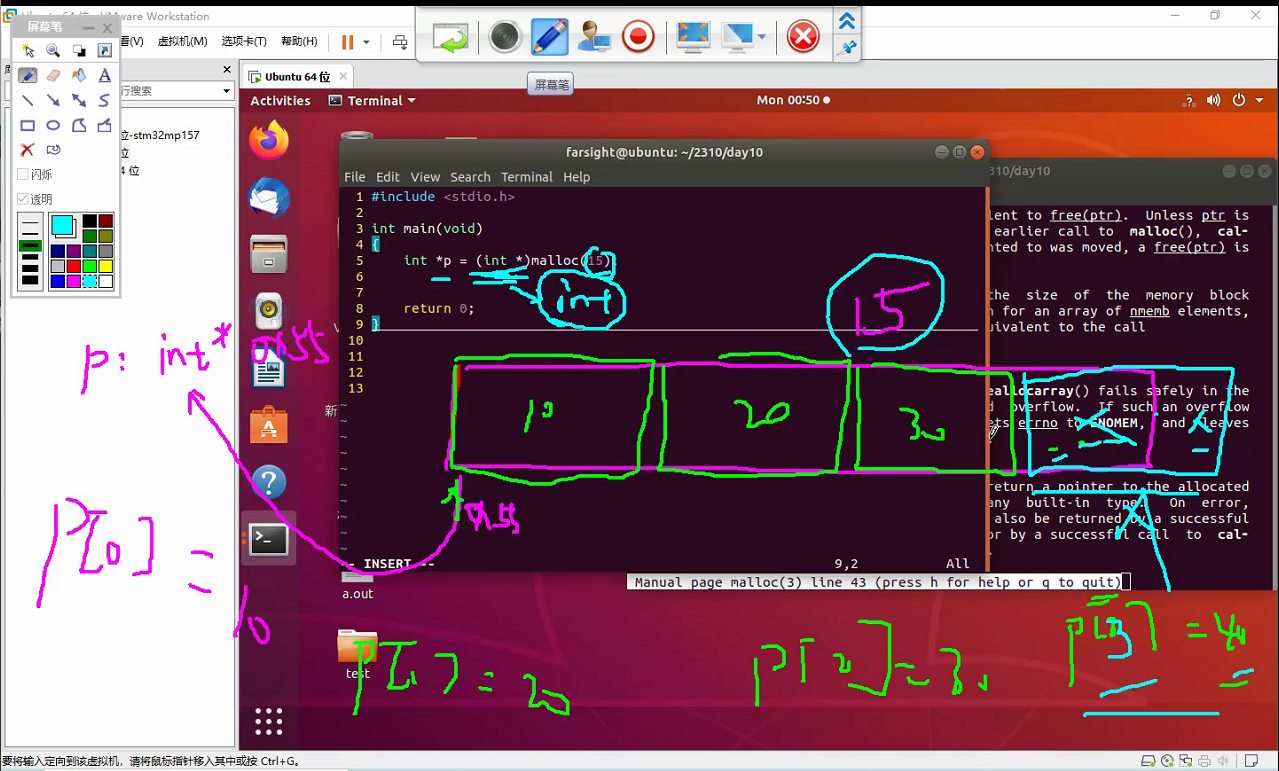 Ubuntu 64 位 - VMware Workstation
屏幕笔
(V) 虚拟机(M) 选项卡(T) 帮助(H)
行搜索
Ubuntu 64 位
屏幕笔
位-stm32mp157
位
4 位
闪烁
透明
Activities
Terminal
Mon 00:50
farsight@ubuntu: ~/2310/day10
/day10
File Edit View Search Terminal Help
1 #include <stdio.h>
2
3 int main(void)
4 {
5 int *p = (int *)malloc(15);
6
7
8 return 0;
9 }
10
11
12
13
~
-- INSERT --
9,2
All
lent to free(ptr). Unless ptr is
earlier call to malloc(), cal-
nted to was moved, a free(ptr) is
the size of the memory block
n for an array of nmemb elements,
quivalent to the call
eallocarray() fails safely in the
overflow. If such an overflow
ets errno to ENOMEM, and leaves
return a pointer to the allocated
any built-in type. On error,
also be returned by a successful
or by a successful call to cal-
Manual page malloc(3) line 43 (press h for help or q to quit)
int
15
p: int* 0x55
10
20
30
0x55
P[0] = 10
P[1] = 20
P[2] = 30
P[3] = 40
新
a.out
test
要将输入定向到该虚拟机，请将鼠标指针移入其中或按 Ctrl+G。